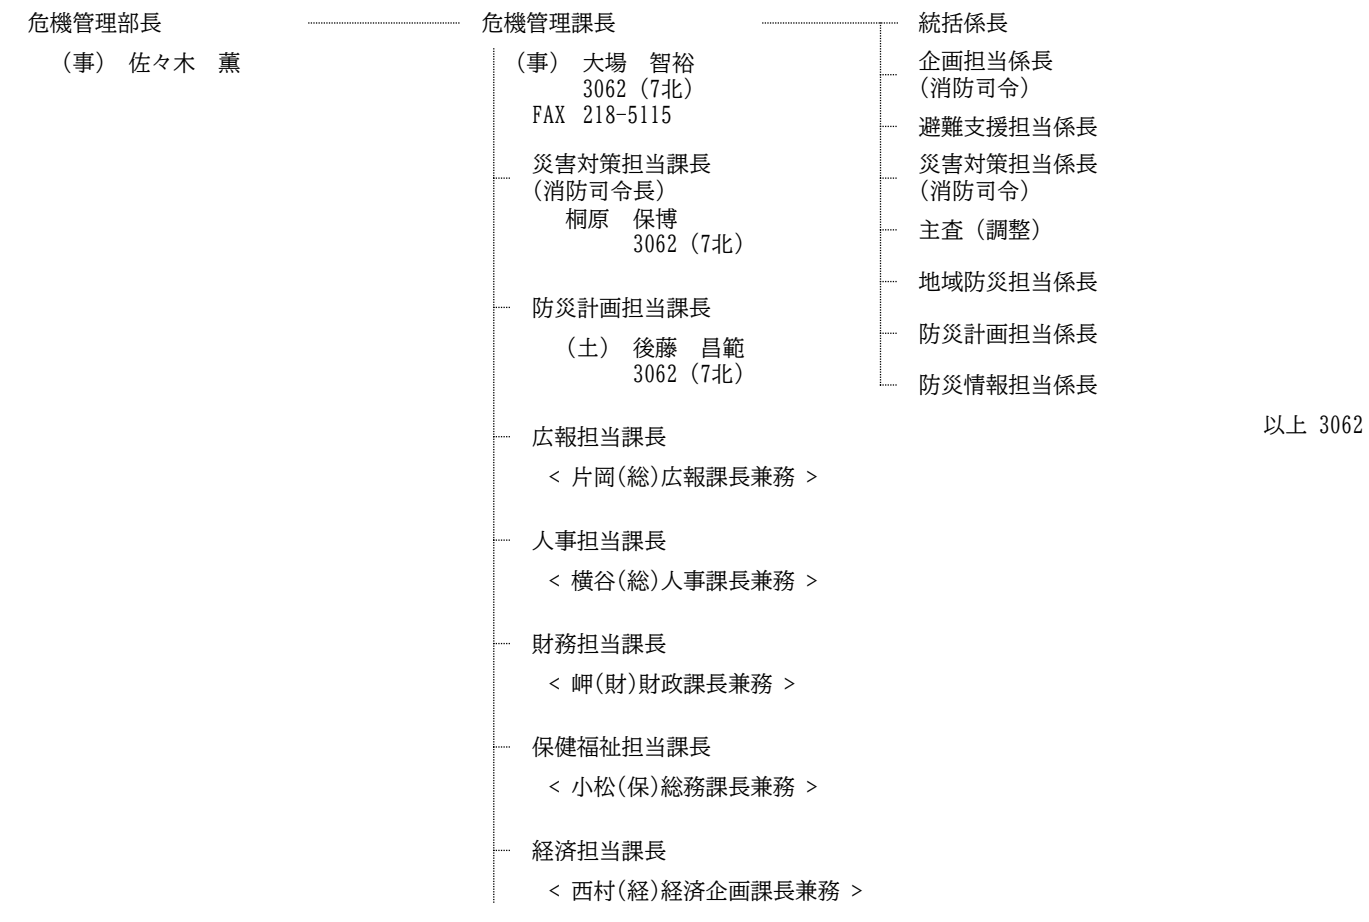 危機管理部長
（事） 佐々木　薫
危機管理課長
（事） 大場　智裕
3062（7北）
FAX 218-5115
災害対策担当課長
(消防司令長)
桐原　保博
3062（7北）
防災計画担当課長
（土） 後藤　昌範
3062（7北）
広報担当課長
< 片岡(総)広報課長兼務 >
人事担当課長
< 横谷(総)人事課長兼務 >
財務担当課長
< 岬(財)財政課長兼務 >
保健福祉担当課長
< 小松(保)総務課長兼務 >
経済担当課長
< 西村(経)経済企画課長兼務 >
統括係長
企画担当係長
(消防司令)
避難支援担当係長
災害対策担当係長
(消防司令)
主査（調整）
地域防災担当係長
防災計画担当係長
防災情報担当係長
以上 3062